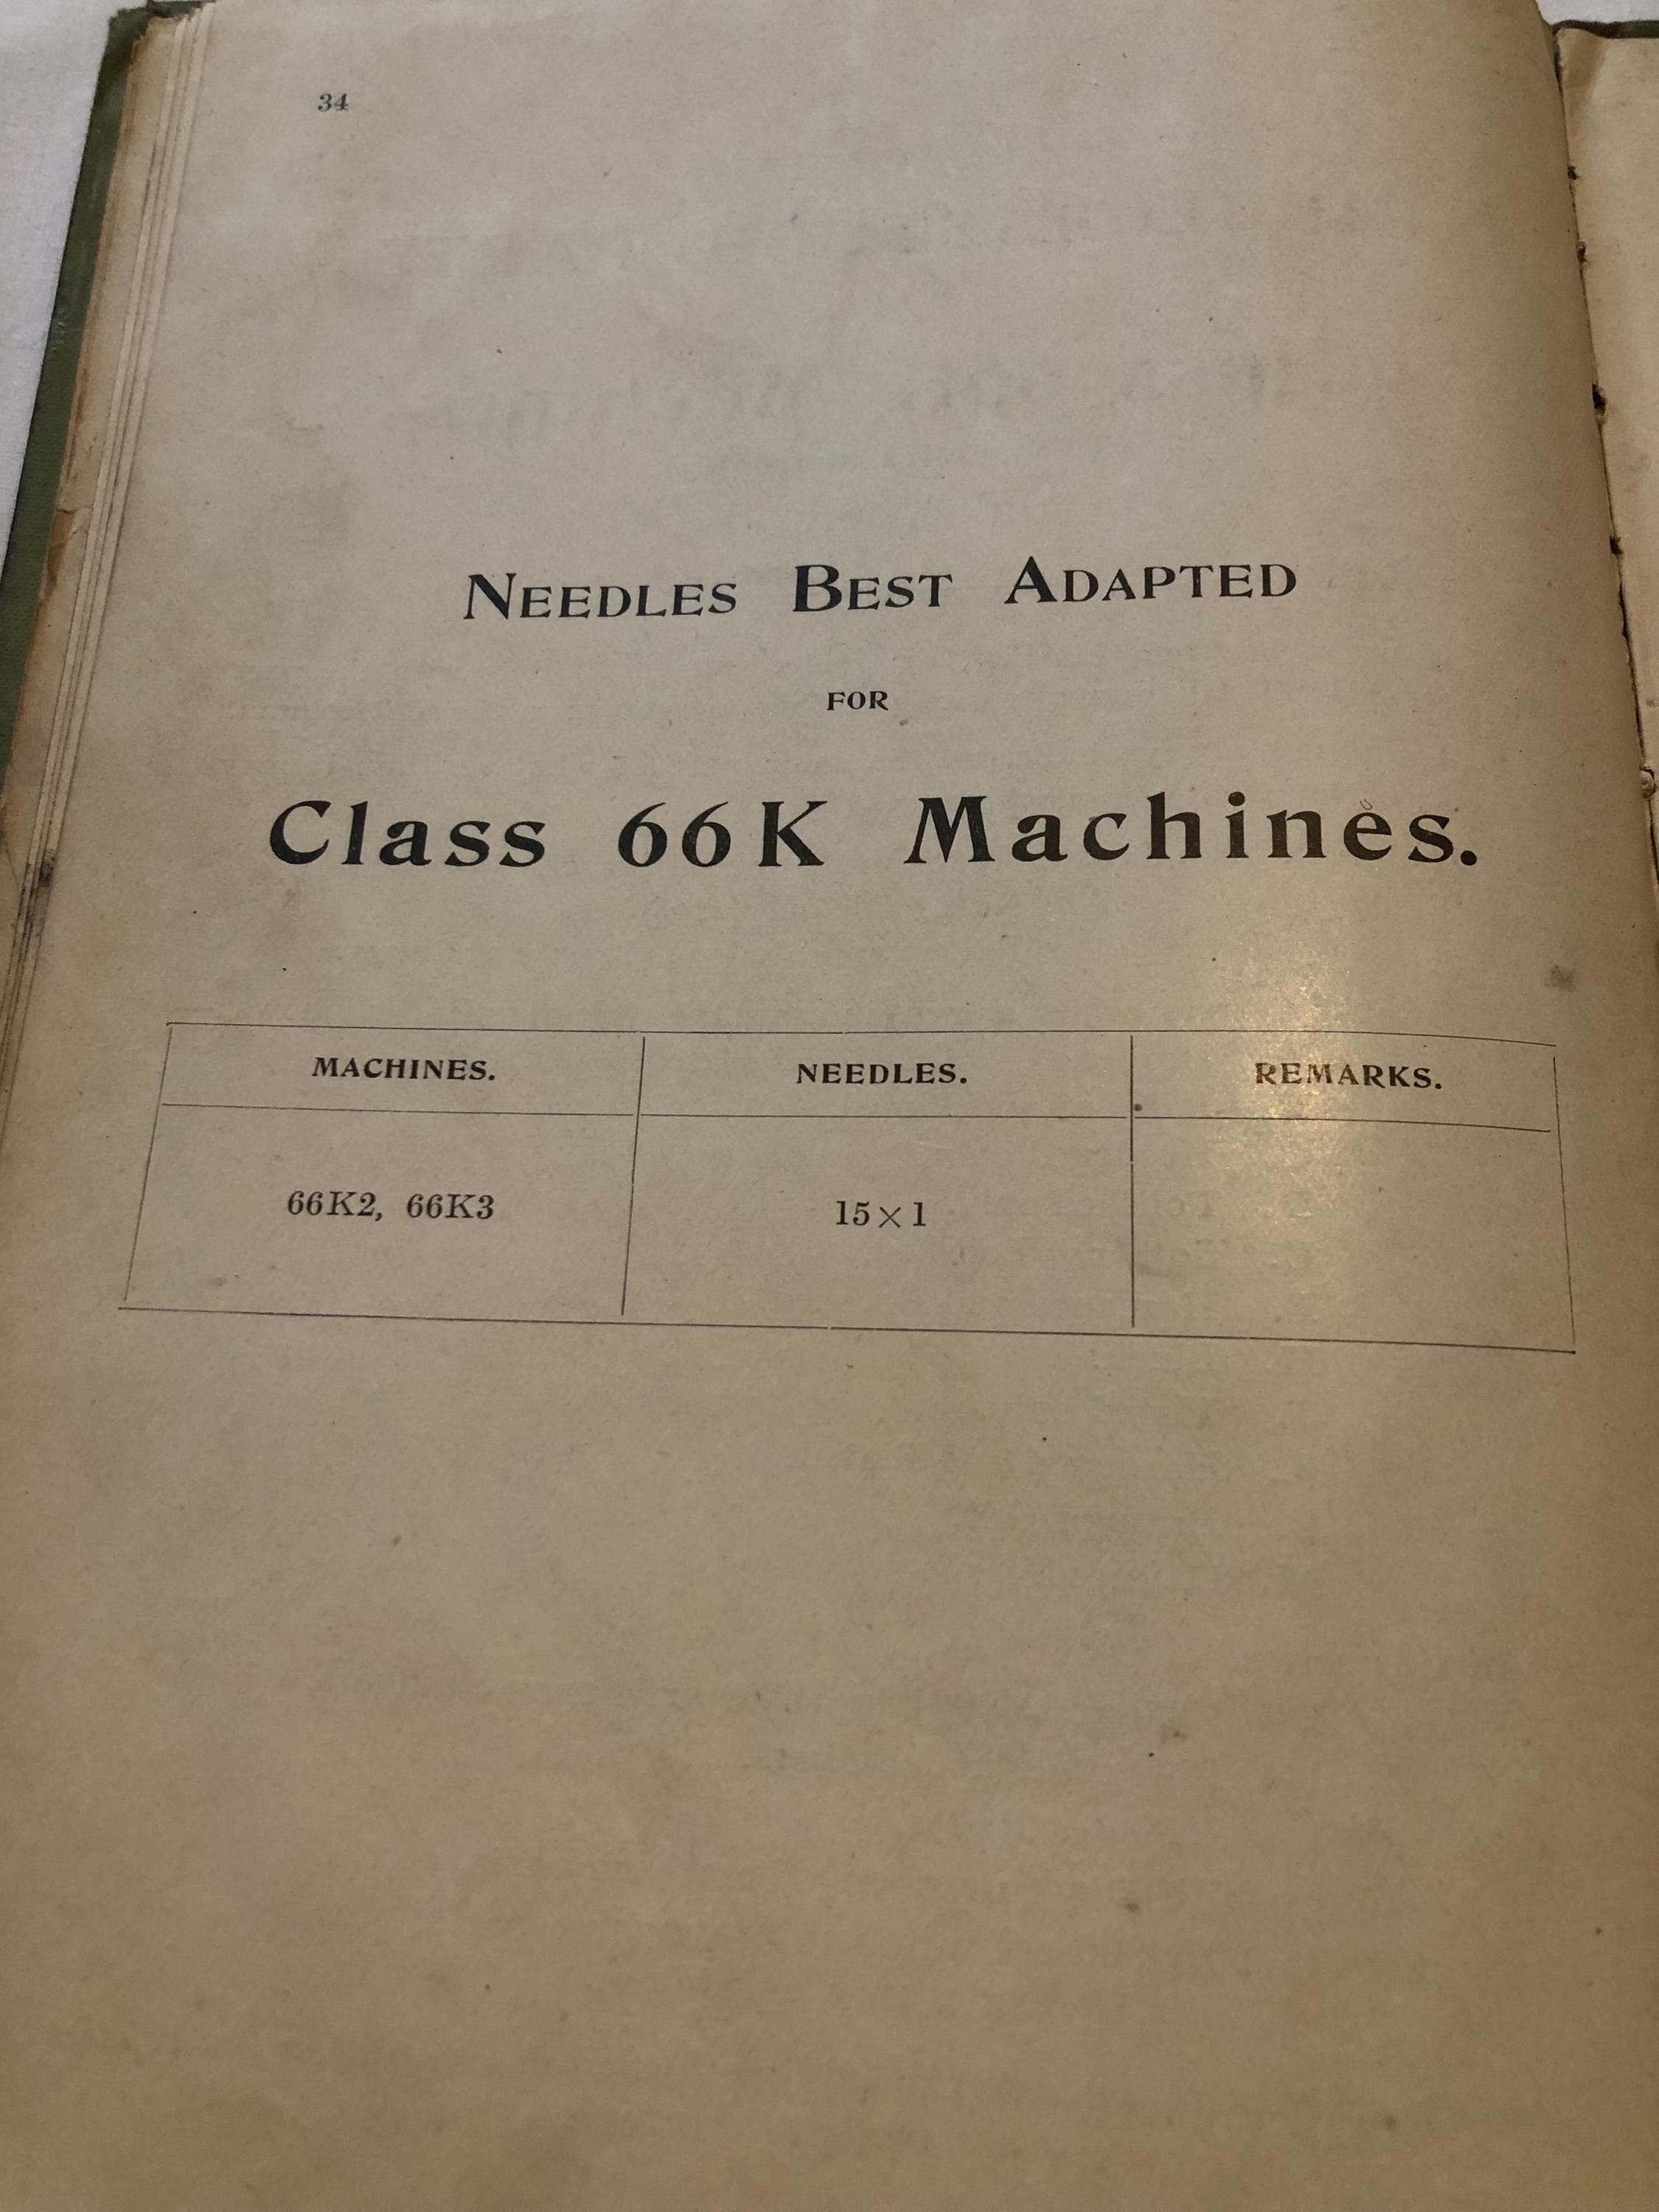 34
NEEDLES BEST ADAPTED
FOR
Class 66K Machines.
MACHINES. NEEDLES. REMARKS.
66K2, 66K3 15×1